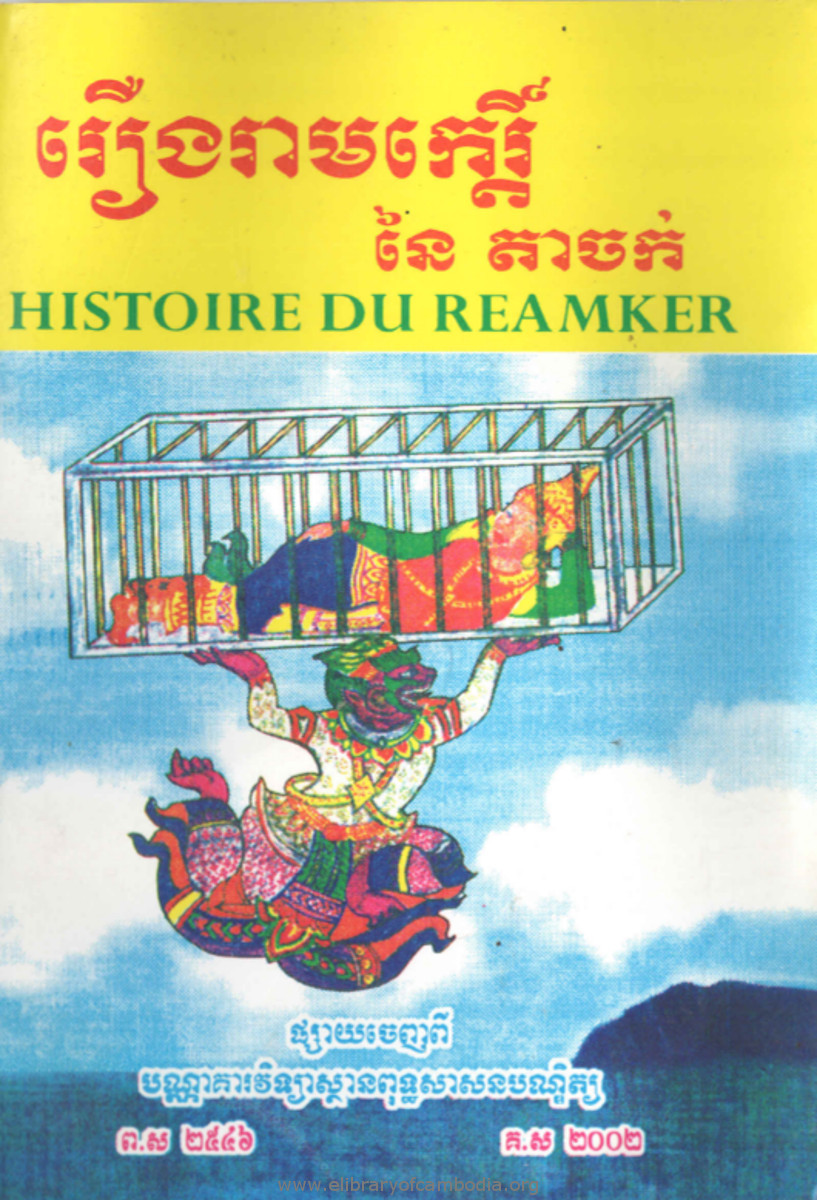 រឿងរាមកេរ្តិ៍
នៃ តាចក់
HISTOIRE DU REAMKER
ផ្សាយចេញពី
បណ្ណាគារវិទ្យាស្ថានពុទ្ធសាសនបណ្ឌិត្យ
ព.ស ២៥៤៦ គ.ស ២០០២
www.elibraryofcambodia.org